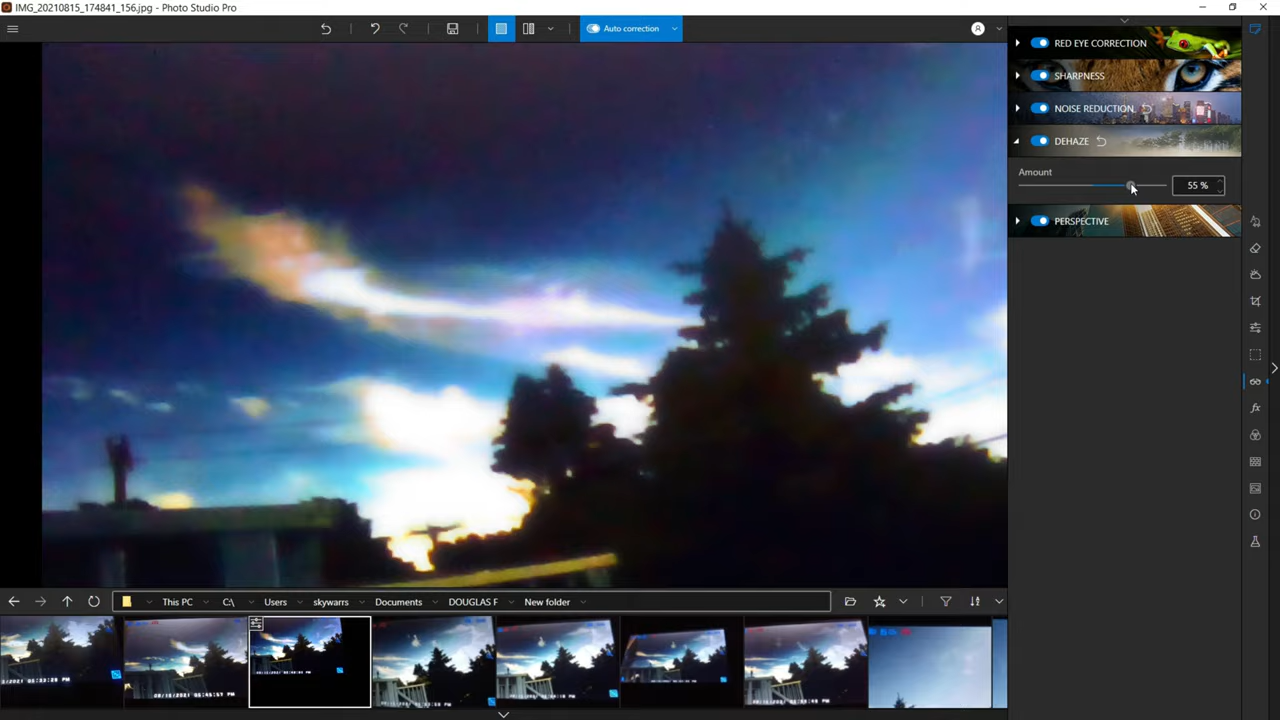 IMG_20210815_174841_156.jpg - Photo Studio Pro
Auto correction
RED EYE CORRECTION
SHARPNESS
NOISE REDUCTION
DEHAZE
Amount
55 %
PERSPECTIVE
fx
This PC
C:\
Users
skywarrs
Documents
DOUGLAS F
New folder